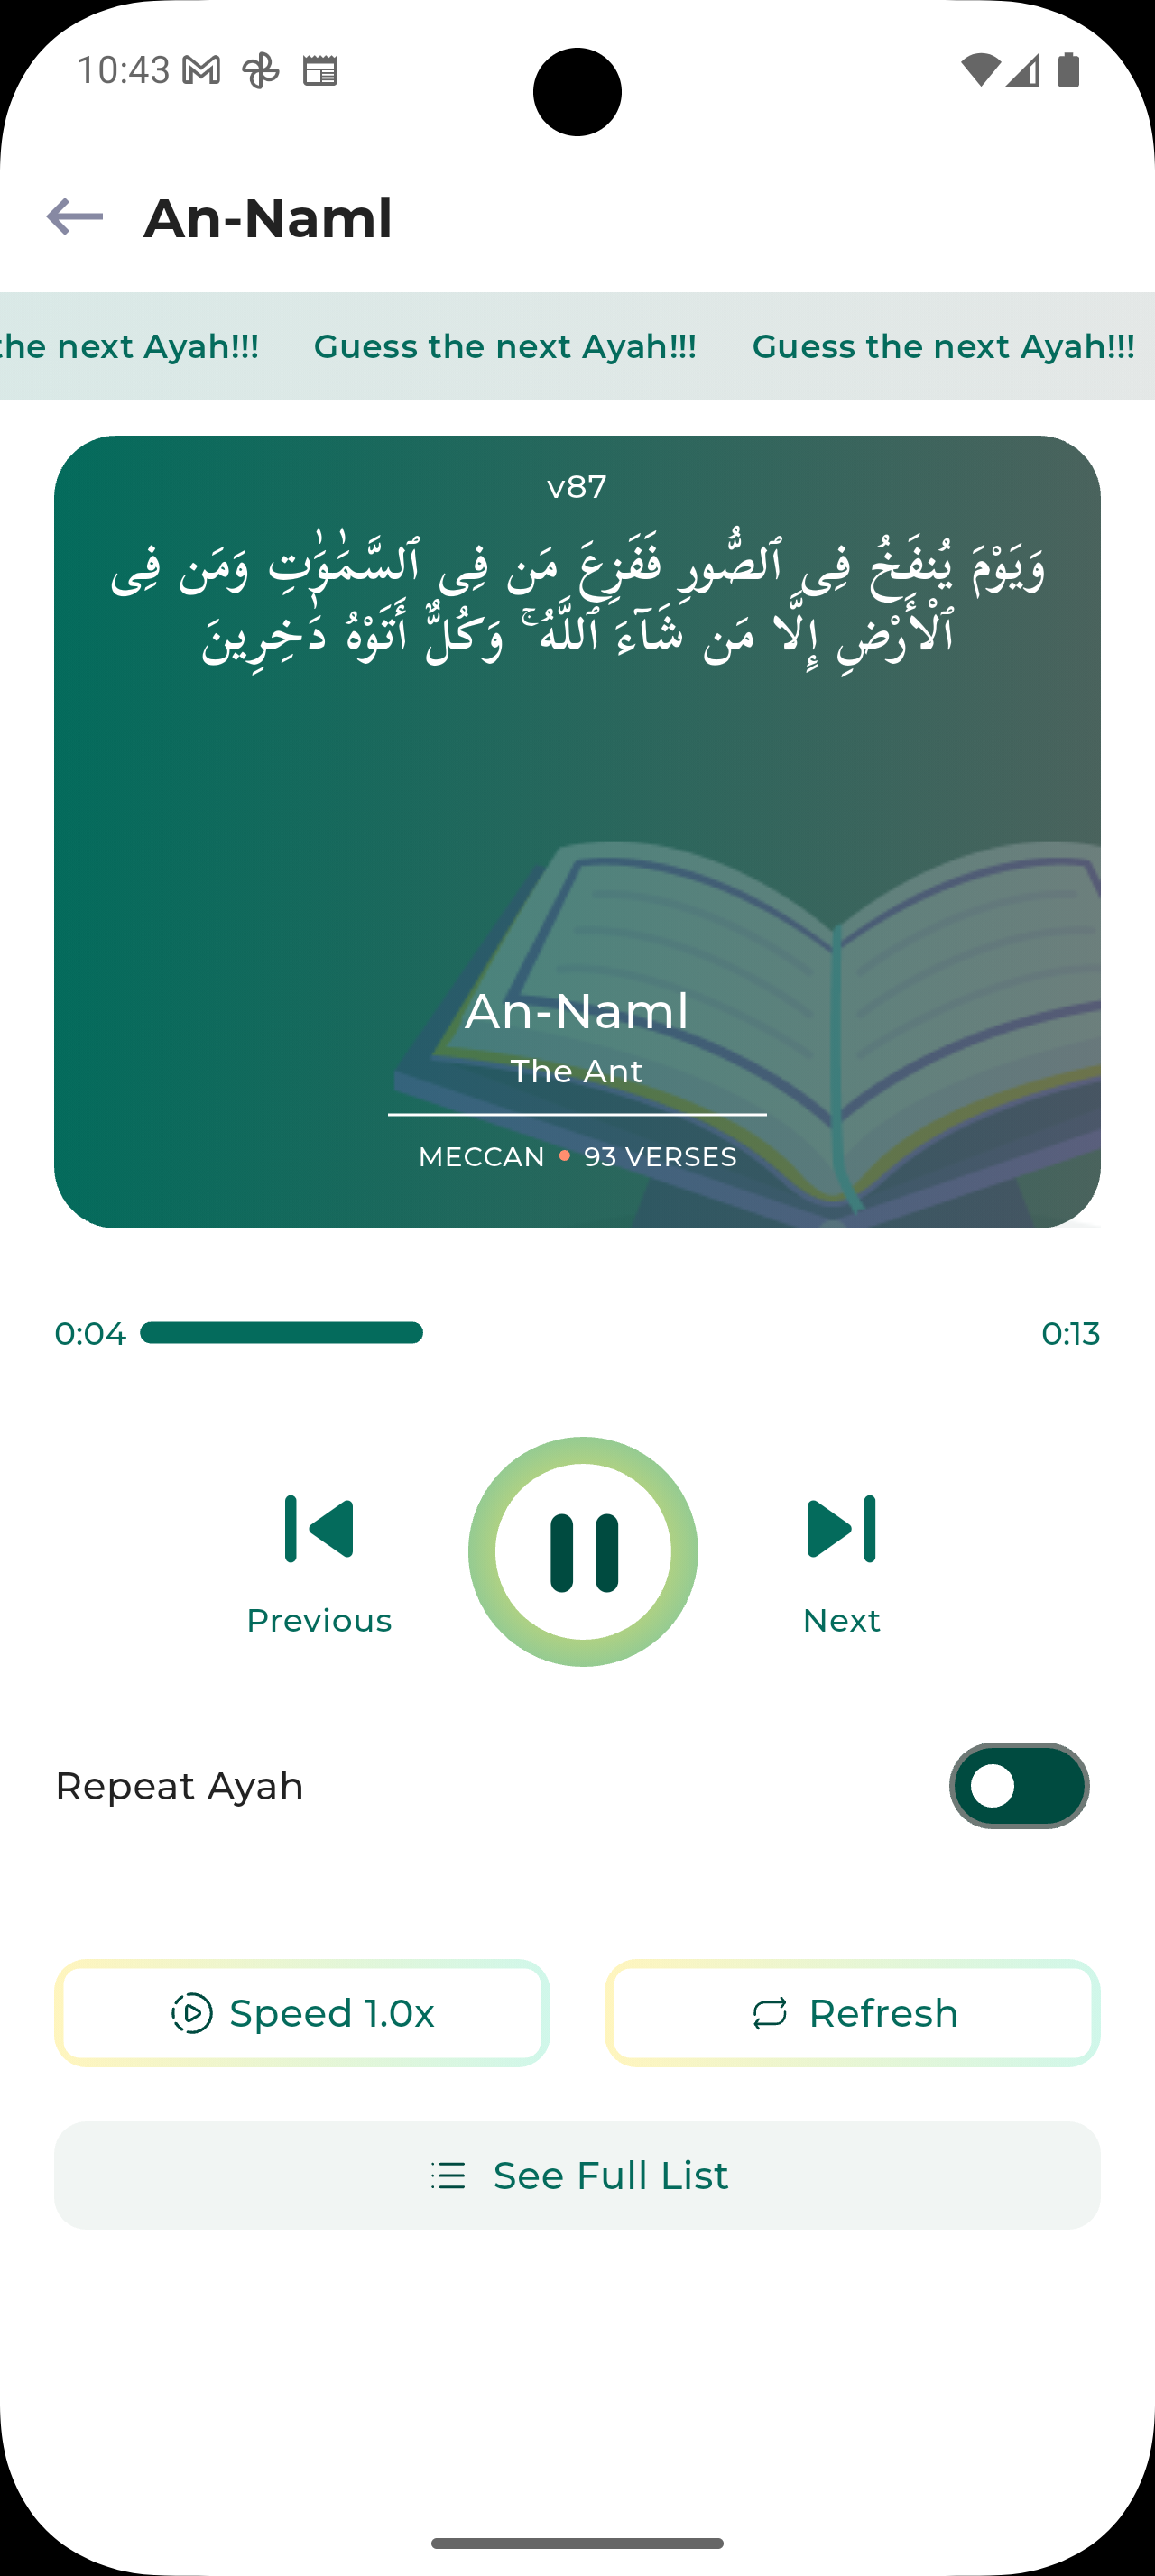 10:43
An-Naml
the next Ayah!!! Guess the next Ayah!!! Guess the next Ayah!!!
v87
وَيَوْمَ يُنفَخُ فِى ٱلصُّورِ فَفَزِعَ مَن فِى ٱلسَّمَٰوَٰتِ وَمَن فِى
ٱلْأَرْضِ إِلَّا مَن شَآءَ ٱللَّهُ ۚ وَكُلٌّ أَتَوْهُ دَٰخِرِينَ
An-Naml
The Ant
MECCAN • 93 VERSES
0:04 0:13
Previous Next
Repeat Ayah
Speed 1.0x Refresh
See Full List